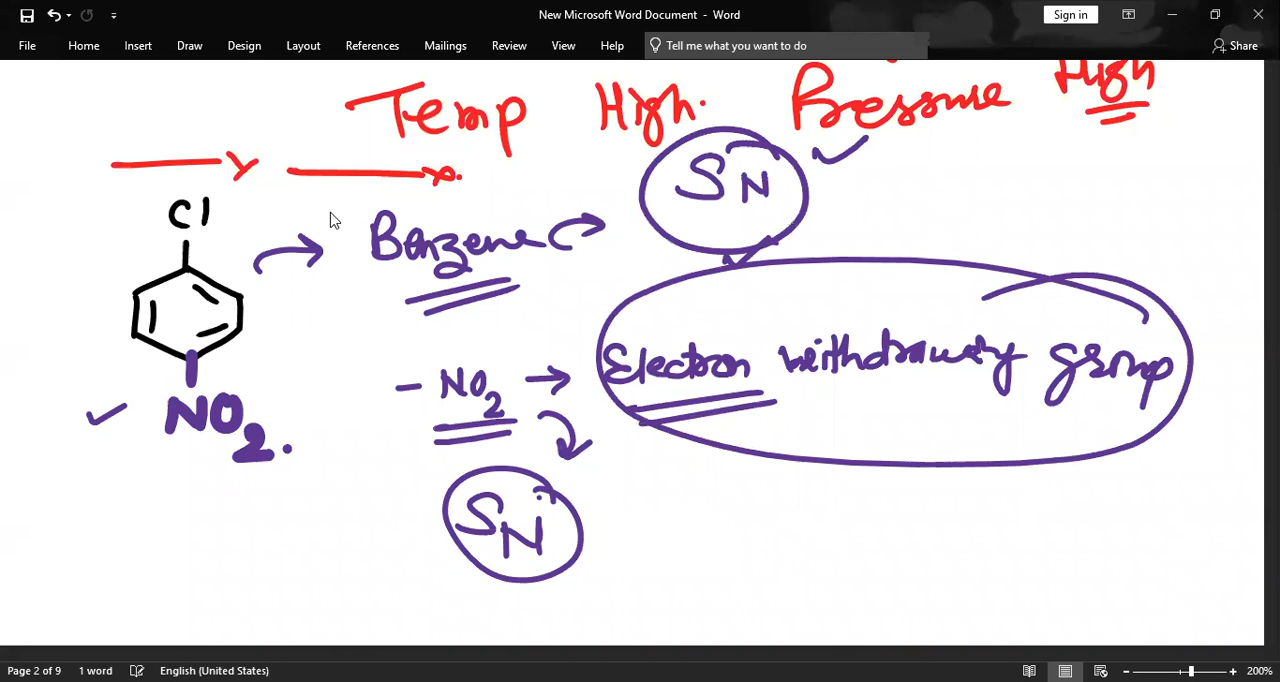 New Microsoft Word Document - Word
Sign in
File Home Insert Draw Design Layout References Mailings Review View Help Tell me what you want to do Share
Temp High. Pressure High
Cl
Benzene SN
NO2.
- NO2 → Electron withdrawing group
SN
Page 2 of 9 1 word English (United States) 200%